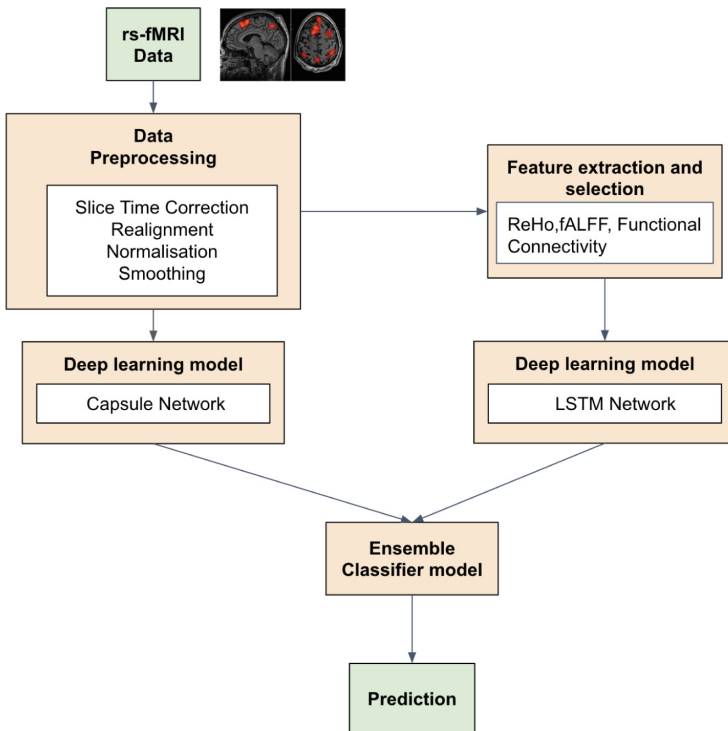 rs-fMRI
Data
Data
Preprocessing
Slice Time Correction
Realignment
Normalisation
Smoothing
Feature extraction and
selection
ReHo,fALFF, Functional
Connectivity
Deep learning model
Capsule Network
Deep learning model
LSTM Network
Ensemble
Classifier model
Prediction